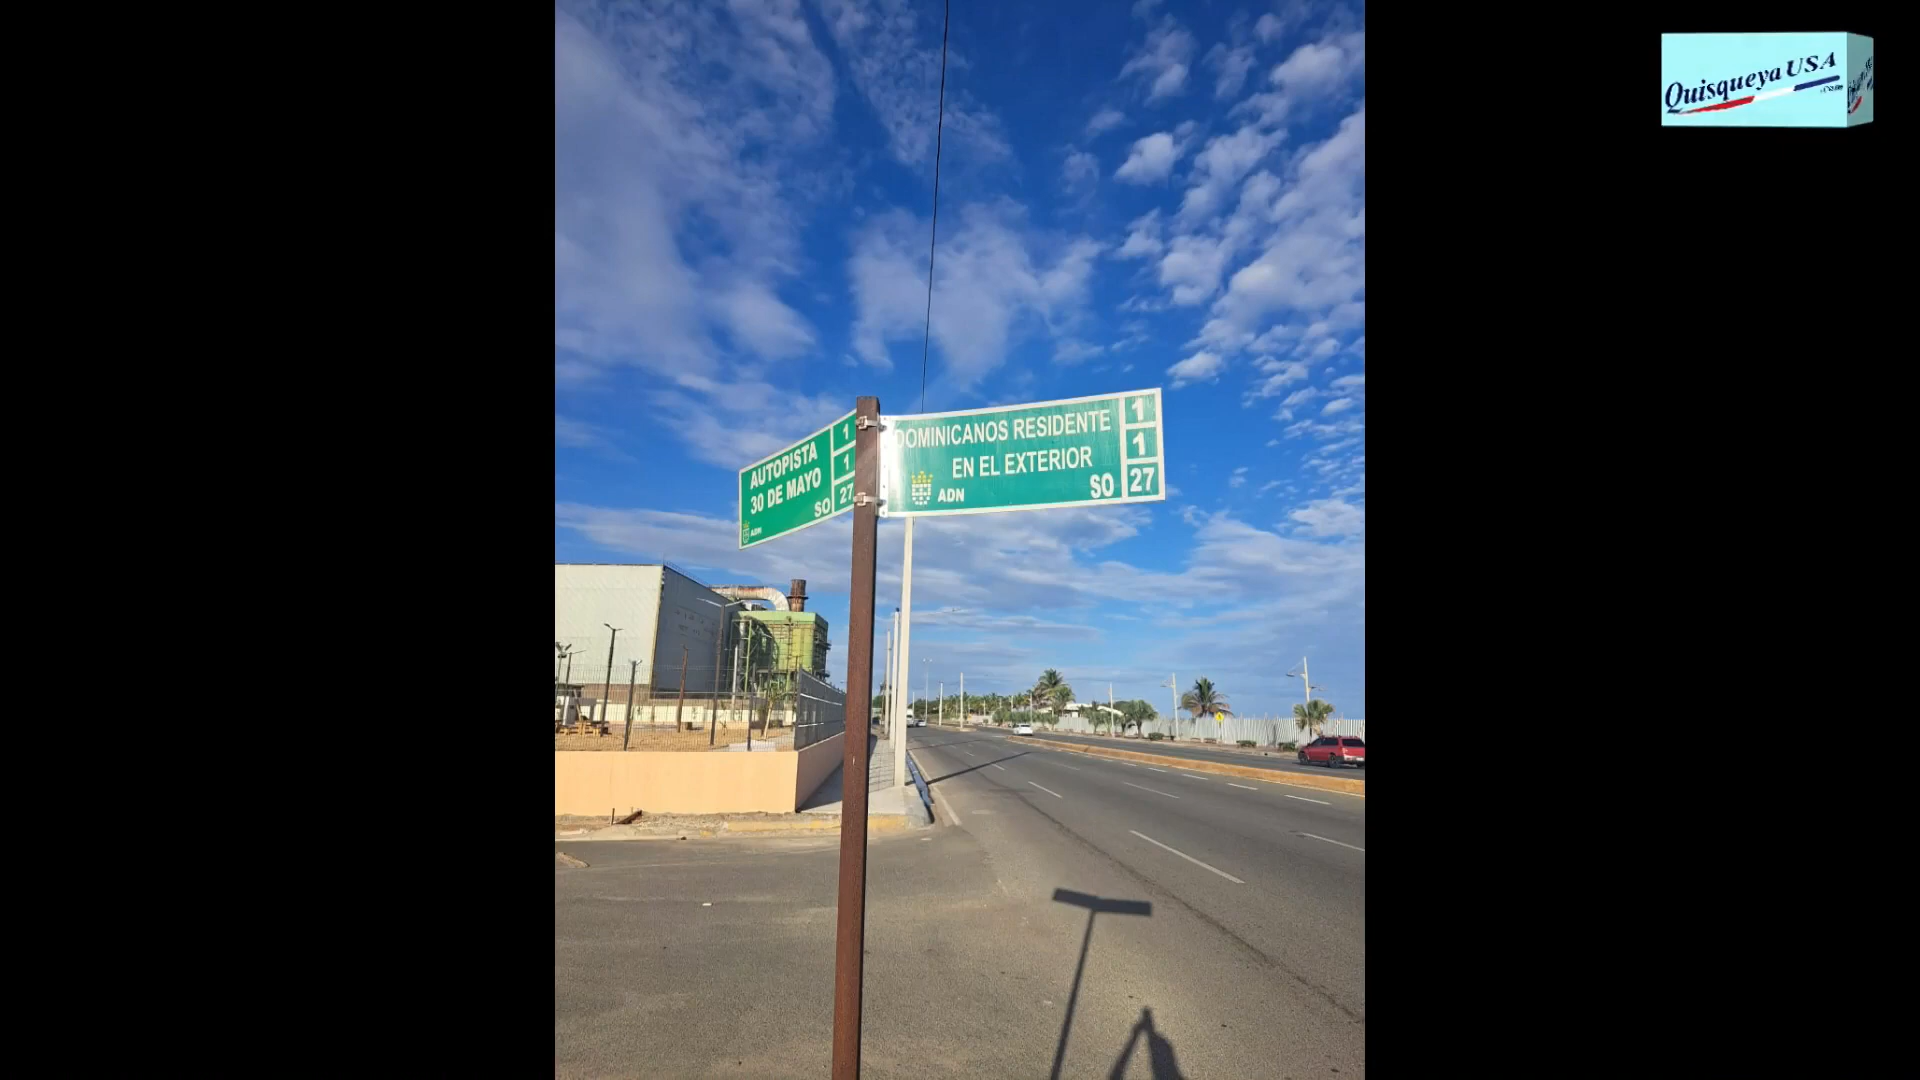 Quisqueya USA
.com
AUTOPISTA
30 DE MAYO
SO
ADN
1
1
27
DOMINICANOS RESIDENTE
EN EL EXTERIOR
ADN
SO
1
1
27